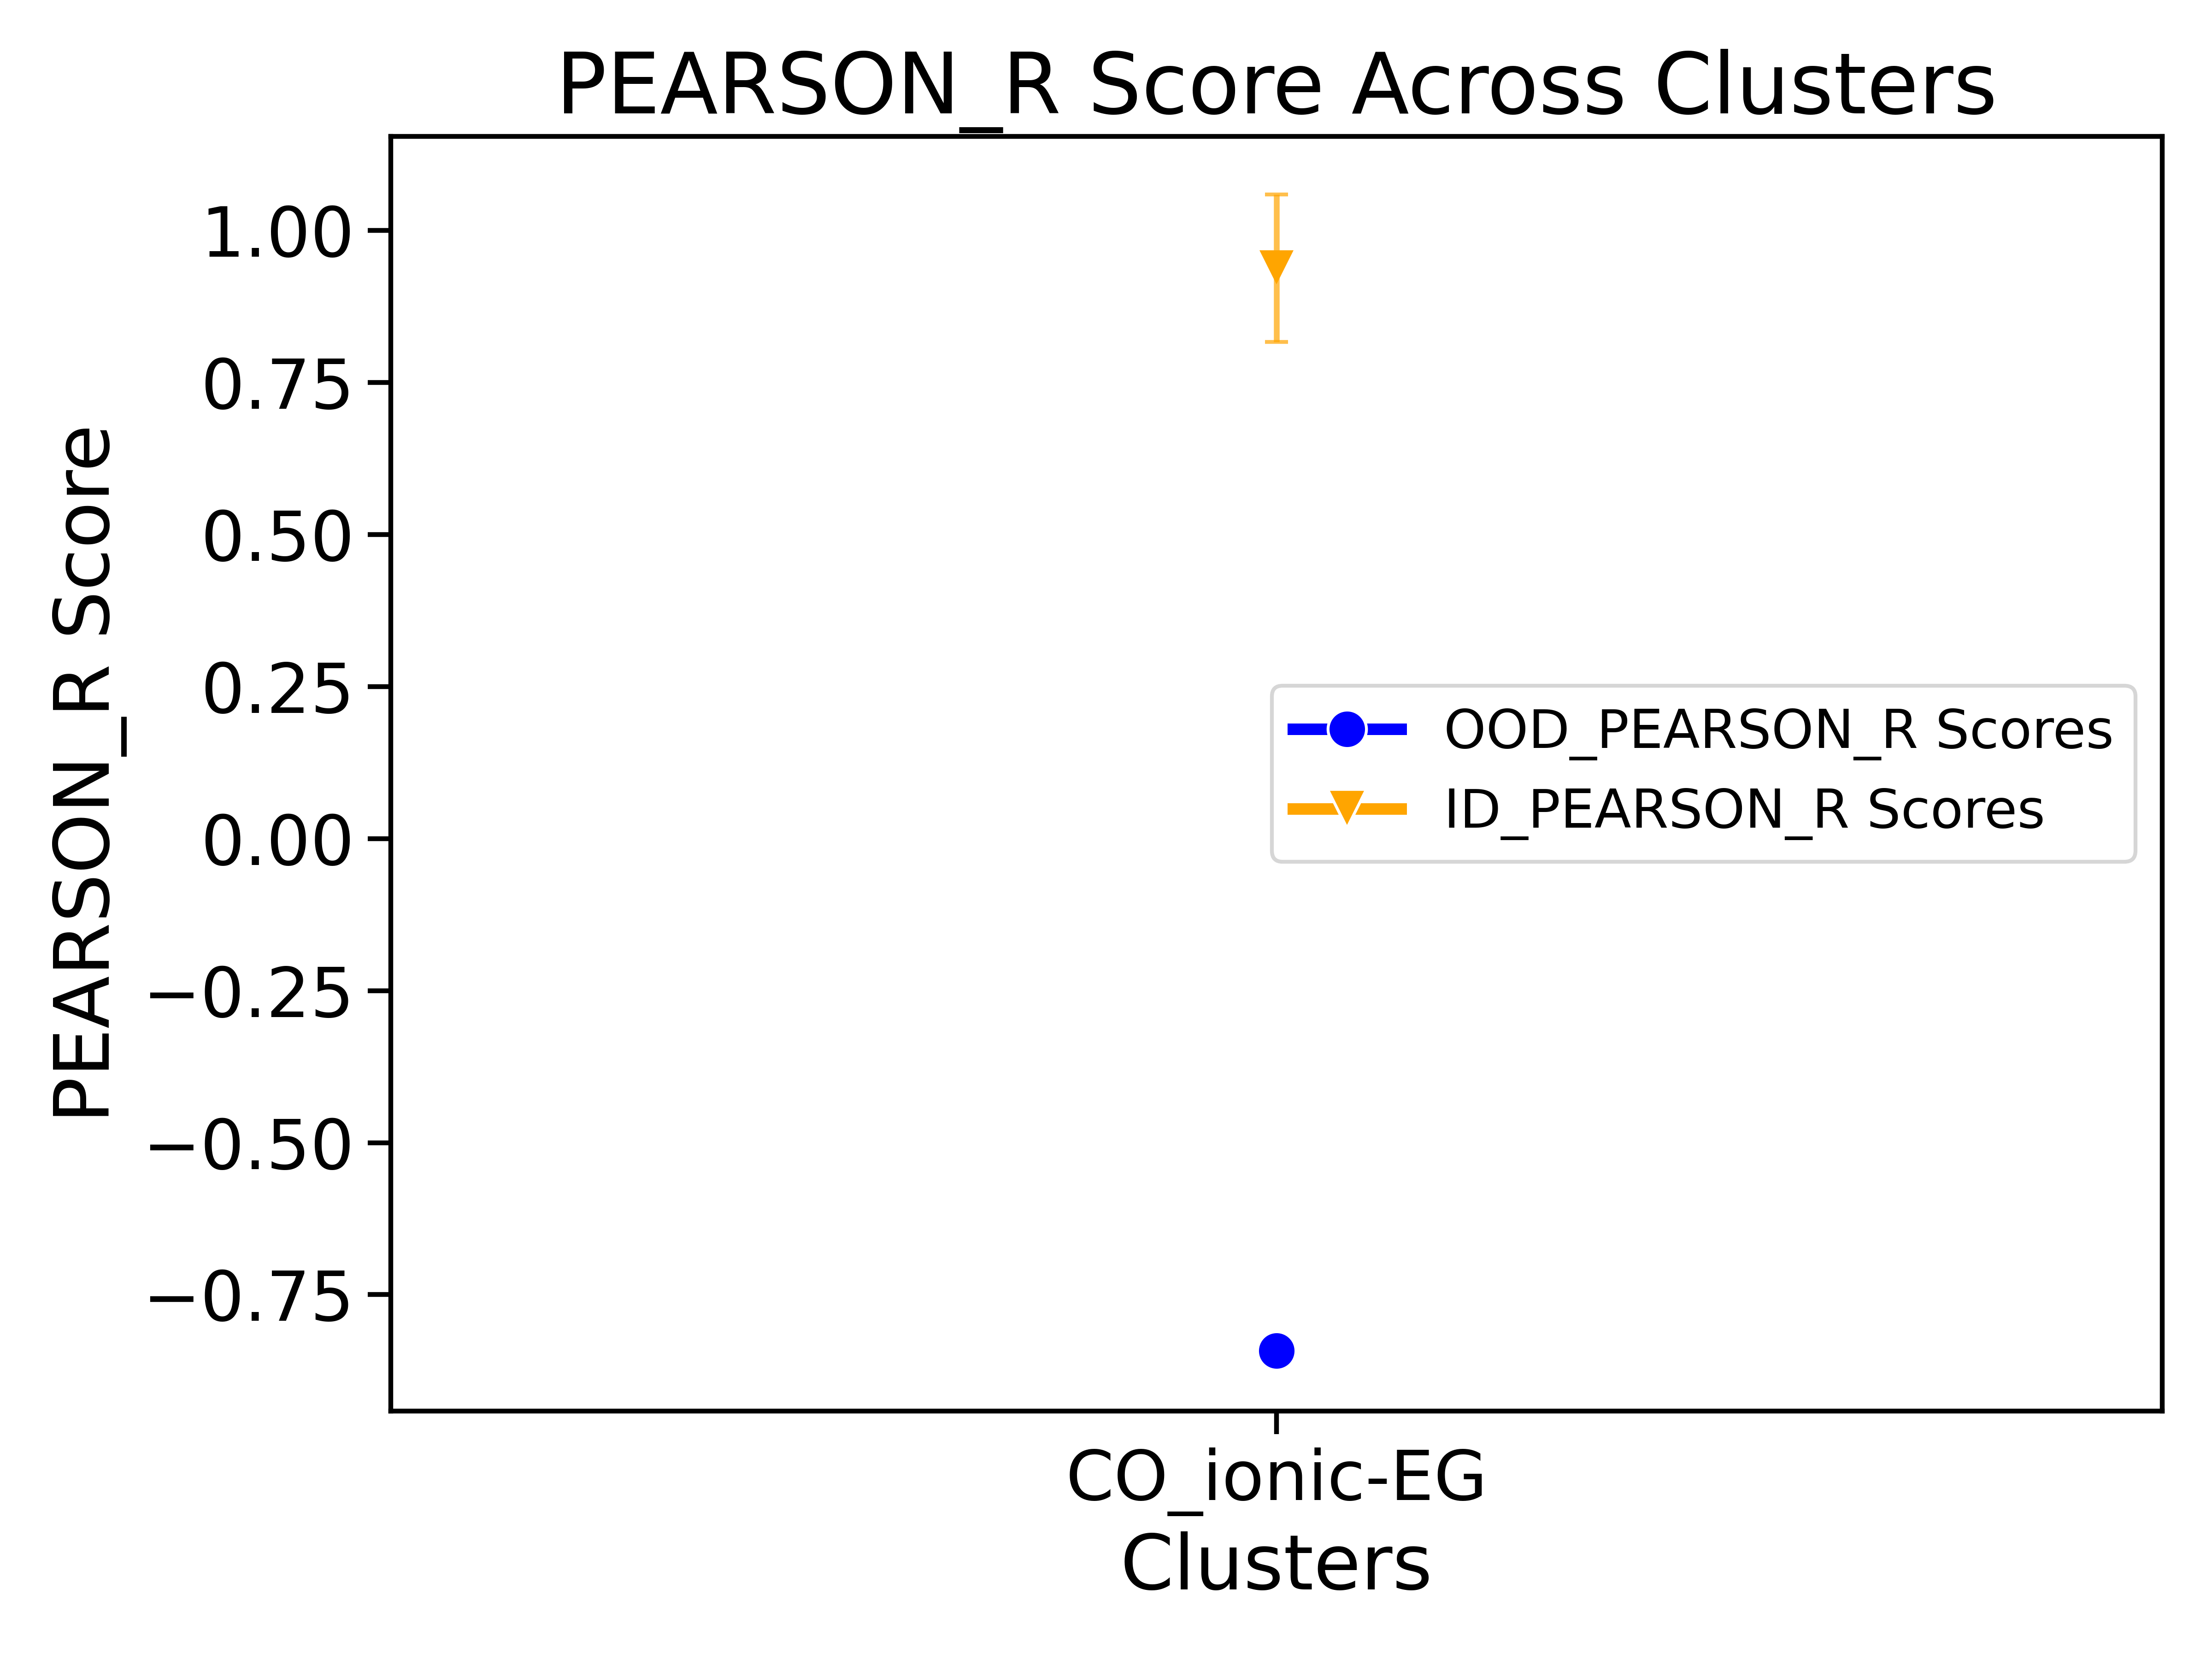 PEARSON_R Score Across Clusters
PEARSON_R Score
1.00
0.75
0.50
0.25
0.00
−0.25
−0.50
−0.75
OOD_PEARSON_R Scores
ID_PEARSON_R Scores
CO_ionic-EG
Clusters